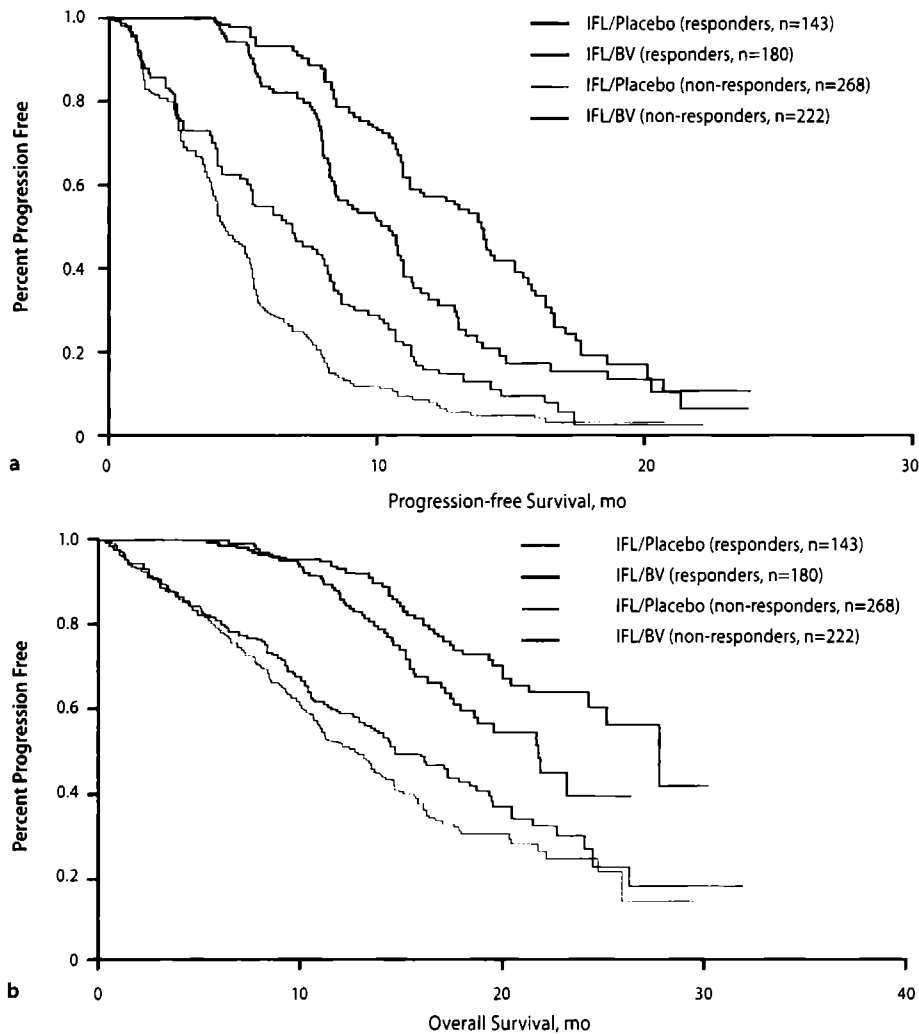 1.0
0.8
0.6
0.4
0.2
0
Percent Progression Free
IFL/Placebo (responders, n=143)
IFL/BV (responders, n=180)
IFL/Placebo (non-responders, n=268)
IFL/BV (non-responders, n=222)
0 10 20 30
a
Progression-free Survival, mo
1.0
0.8
0.6
0.4
0.2
0
Percent Progression Free
IFL/Placebo (responders, n=143)
IFL/BV (responders, n=180)
IFL/Placebo (non-responders, n=268)
IFL/BV (non-responders, n=222)
0 10 20 30 40
b
Overall Survival, mo